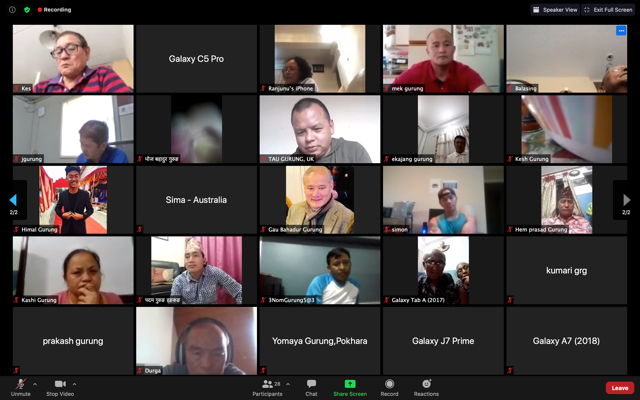 Recording
Speaker View
Exit Full Screen
Kes
Galaxy C5 Pro
Ranjunu's iPhone
mek gurung
Balasing
jgurung
भोज बहादुर गुरुङ
TAU GURUNG, UK
ekajang gurung
Kesh Gurung
2/2
2/2
Himal Gurung
Sima - Australia
Gau Bahadur Gurung
simon
Hem prasad Gurung
Kashi Gurung
पदम गुरुङ
3NomGurung5@3
Galaxy Tab A (2017)
kumari grg
prakash gurung
Durga
Yomaya Gurung,Pokhara
Galaxy J7 Prime
Galaxy A7 (2018)
Unmute
Stop Video
Participants
28
Chat
Share Screen
Record
Reactions
Leave